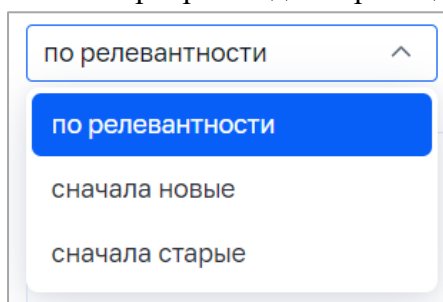 по релевантности
по релевантности
сначала новые
сначала старые